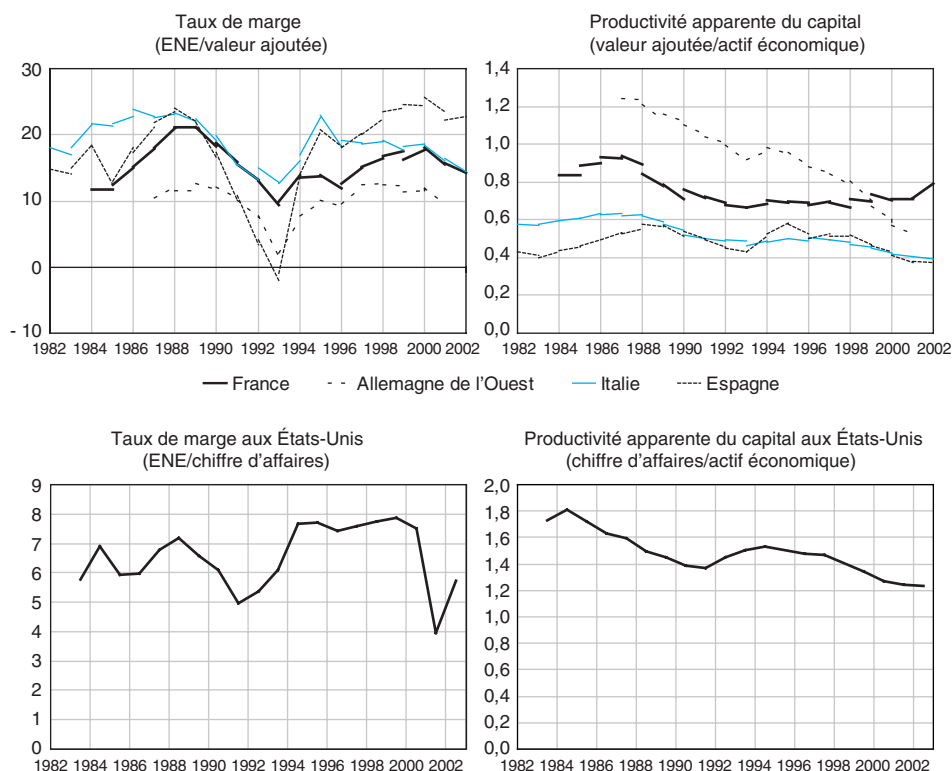 Taux de marge
(ENE/valeur ajoutée)
30
20
10
0
- 10
1982 1984 1986 1988 1990 1992 1994 1996 1998 2000 2002
Productivité apparente du capital
(valeur ajoutée/actif économique)
1,4
1,2
1,0
0,8
0,6
0,4
0,2
0,0
1982 1984 1986 1988 1990 1992 1994 1996 1998 2000 2002
France Allemagne de l'Ouest Italie Espagne
Taux de marge aux États-Unis
(ENE/chiffre d'affaires)
9
8
7
6
5
4
3
2
1
0
1982 1984 1986 1988 1990 1992 1994 1996 1998 2000 2002
Productivité apparente du capital aux États-Unis
(chiffre d'affaires/actif économique)
2,0
1,8
1,6
1,4
1,2
1,0
0,8
0,6
0,4
0,2
0,0
1982 1984 1986 1988 1990 1992 1994 1996 1998 2000 2002